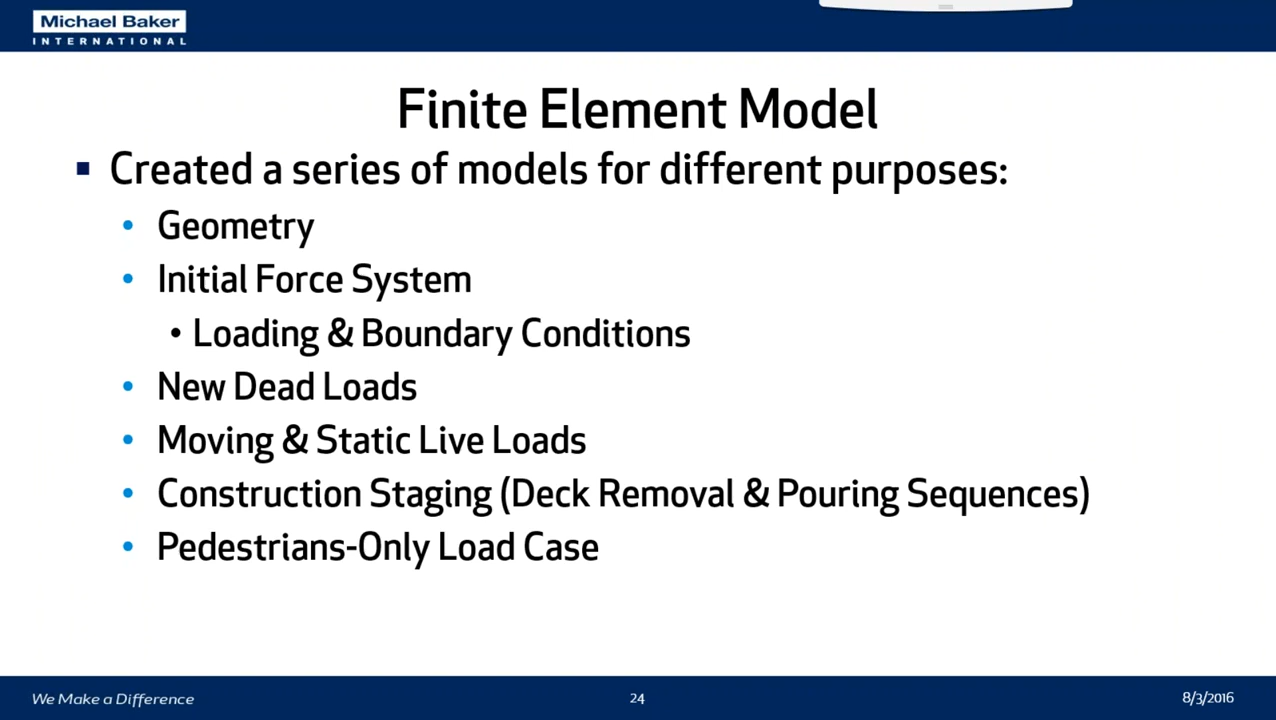 Michael Baker
INTERNATIONAL
Finite Element Model
▪ Created a series of models for different purposes:
• Geometry
• Initial Force System
• Loading & Boundary Conditions
• New Dead Loads
• Moving & Static Live Loads
• Construction Staging (Deck Removal & Pouring Sequences)
• Pedestrians-Only Load Case
We Make a Difference
24
8/3/2016